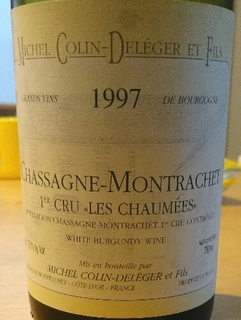 MICHEL COLIN-DELÉGER ET FILS
GRANDS VINS 1997 DE BOURGOGNE
CHASSAGNE-MONTRACHET
1ER CRU «LES CHAUMÉES»
APPELLATION CHASSAGNE-MONTRACHET 1ER CRU CONTRÔLÉE
WHITE BURGUNDY WINE
Mis en bouteille par
MICHEL COLIN-DELÉGER et Fils
CÔTE-D'OR - FRANCE